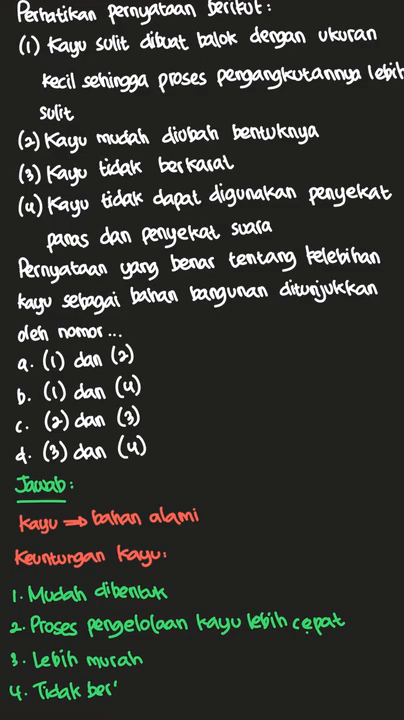 Perhatikan pernyataan berikut:
(1) Kayu sulit dibuat balok dengan ukuran
kecil sehingga proses pengangkutannya lebih
sulit
(2) Kayu mudah diubah bentuknya
(3) Kayu tidak berkarat
(4) Kayu tidak dapat digunakan penyekat
panas dan penyekat suara
Pernyataan yang benar tentang kelebihan
kayu sebagai bahan bangunan ditunjukkan
oleh nomor...
a. (1) dan (2)
b. (1) dan (4)
c. (2) dan (3)
d. (3) dan (4)
Jawab:
Kayu ⇒ bahan alami
Keuntungan kayu:
1. Mudah dibentuk
2. Proses pengelolaan kayu lebih cepat
3. Lebih murah
4. Tidak ber